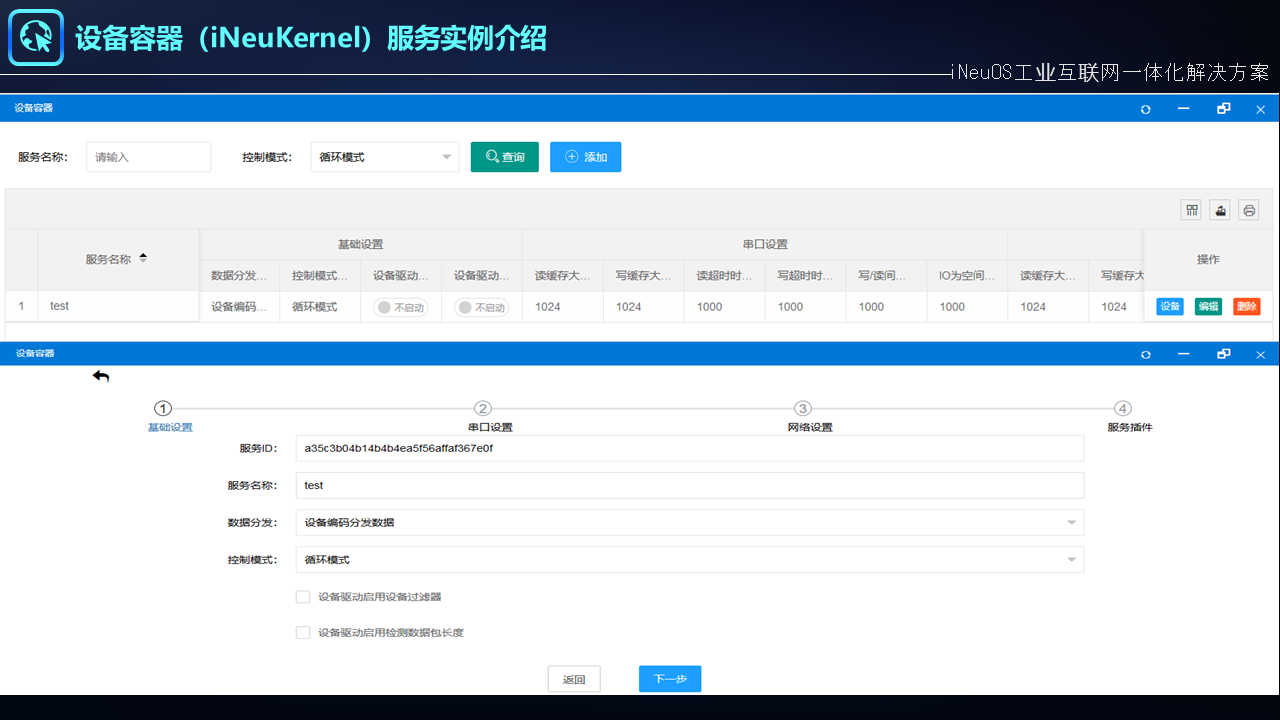 设备容器（iNeuKernel）服务实例介绍
iNeuOS工业互联网一体化解决方案
设备容器
服务名称： 请输入 控制模式： 循环模式 查询 添加
服务名称 基础设置 串口设置 操作
数据分发... 控制模式... 设备驱动... 设备驱动... 读缓存大... 写缓存大... 读超时时... 写超时时... 写/读间... IO为空间... 读缓存大... 写缓存大
1 test 设备编码... 循环模式 不启动 不启动 1024 1024 1000 1000 1000 1000 1024 1024 设备 编辑 删除
设备容器
1 2 3 4
基础设置 串口设置 网络设置 服务插件
服务ID： a35c3b04b14b4b4ea5f56affaf367e0f
服务名称： test
数据分发： 设备编码分发数据
控制模式： 循环模式
设备驱动启用设备过滤器
设备驱动启用检测数据包长度
返回 下一步